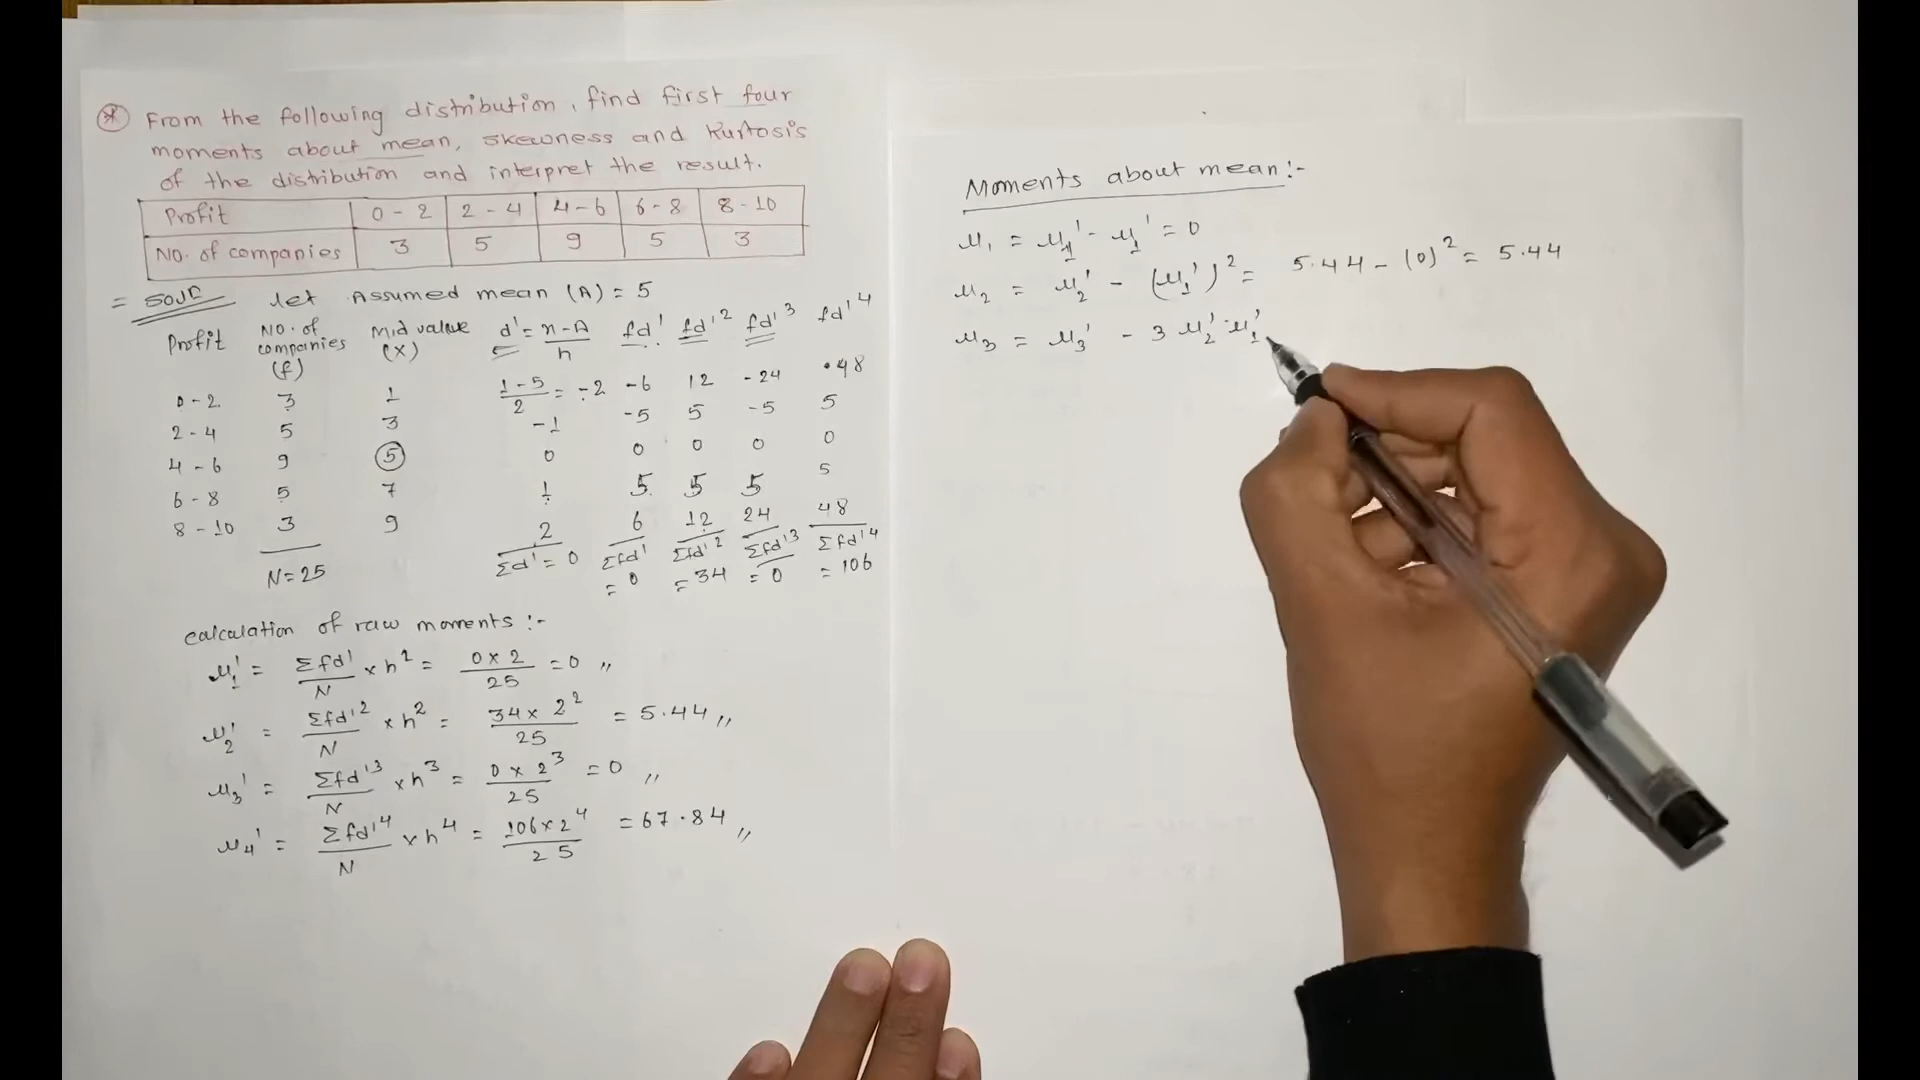 * From the following distribution, find first four
moments about mean, skewness and Kurtosis
of the distribution and interpret the result.
Profit 0-2 2-4 4-6 6-8 8-10
No. of companies 3 5 9 5 3
= Soln let Assumed mean (A) = 5
Profit No. of companies (f) Mid value (x) d' = x-A/h fd' fd'² fd'³ fd'⁴
0-2 3 1 1-5/2 = -2 -6 12 -24 48
2-4 5 3 -1 -5 5 -5 5
4-6 9 5 0 0 0 0 0
6-8 5 7 1 5 5 5 5
8-10 3 9 2 6 12 24 48
N=25 Σd' = 0 Σfd' = 0 Σfd'² = 34 Σfd'³ = 0 Σfd'⁴ = 106
calculation of raw moments :-
μ₁' = Σfd'/N × h² = 0×2/25 = 0 〃
μ₂' = Σfd'²/N × h² = 34×2²/25 = 5.44 〃
μ₃' = Σfd'³/N × h³ = 0×2³/25 = 0 〃
μ₄' = Σfd'⁴/N × h⁴ = 106×2⁴/25 = 67.84 〃
Moments about mean :-
μ₁ = μ₁' - μ₁' = 0
μ₂ = μ₂' - (μ₁')² = 5.44 - (0)² = 5.44
μ₃ = μ₃' - 3 μ₂' · μ₁'